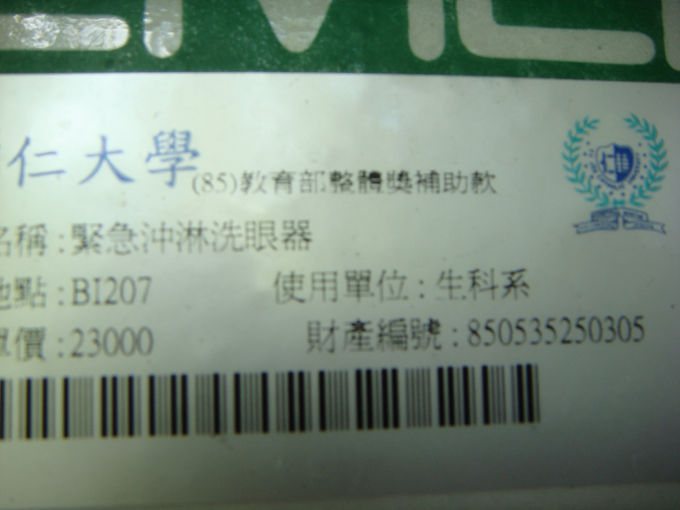 仁大學 (85)教育部整體獎補助款
名稱:緊急沖淋洗眼器
地點:BI207 使用單位:生科系
單價:23000 財產編號:850535250305